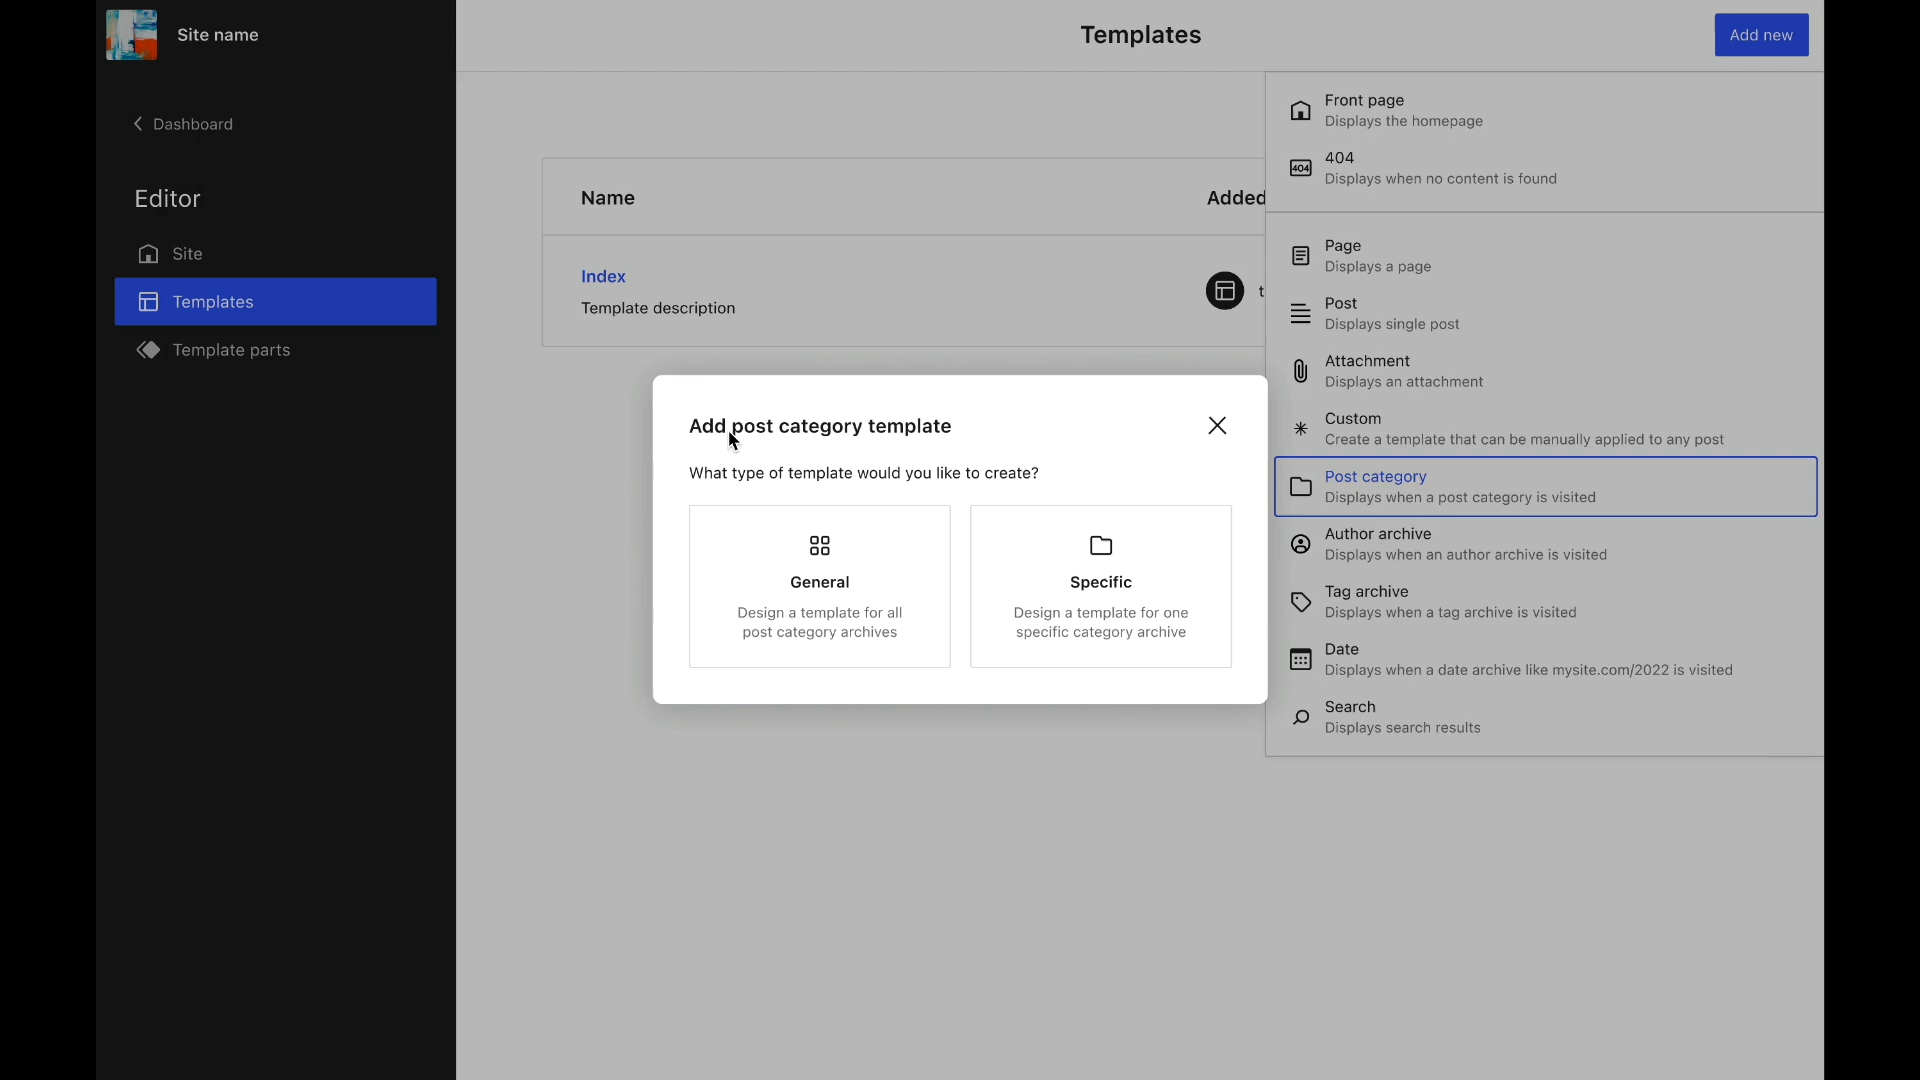 Site name
Dashboard
Editor
Site
Templates
Template parts
Templates
Add new
Name
Added
Index
Template description
t
Front page
Displays the homepage
404
404
Displays when no content is found
Page
Displays a page
Post
Displays single post
Attachment
Displays an attachment
Custom
Create a template that can be manually applied to any post
Post category
Displays when a post category is visited
Author archive
Displays when an author archive is visited
Tag archive
Displays when a tag archive is visited
Date
Displays when a date archive like mysite.com/2022 is visited
Search
Displays search results
Add post category template
What type of template would you like to create?
General
Design a template for all
post category archives
Specific
Design a template for one
specific category archive